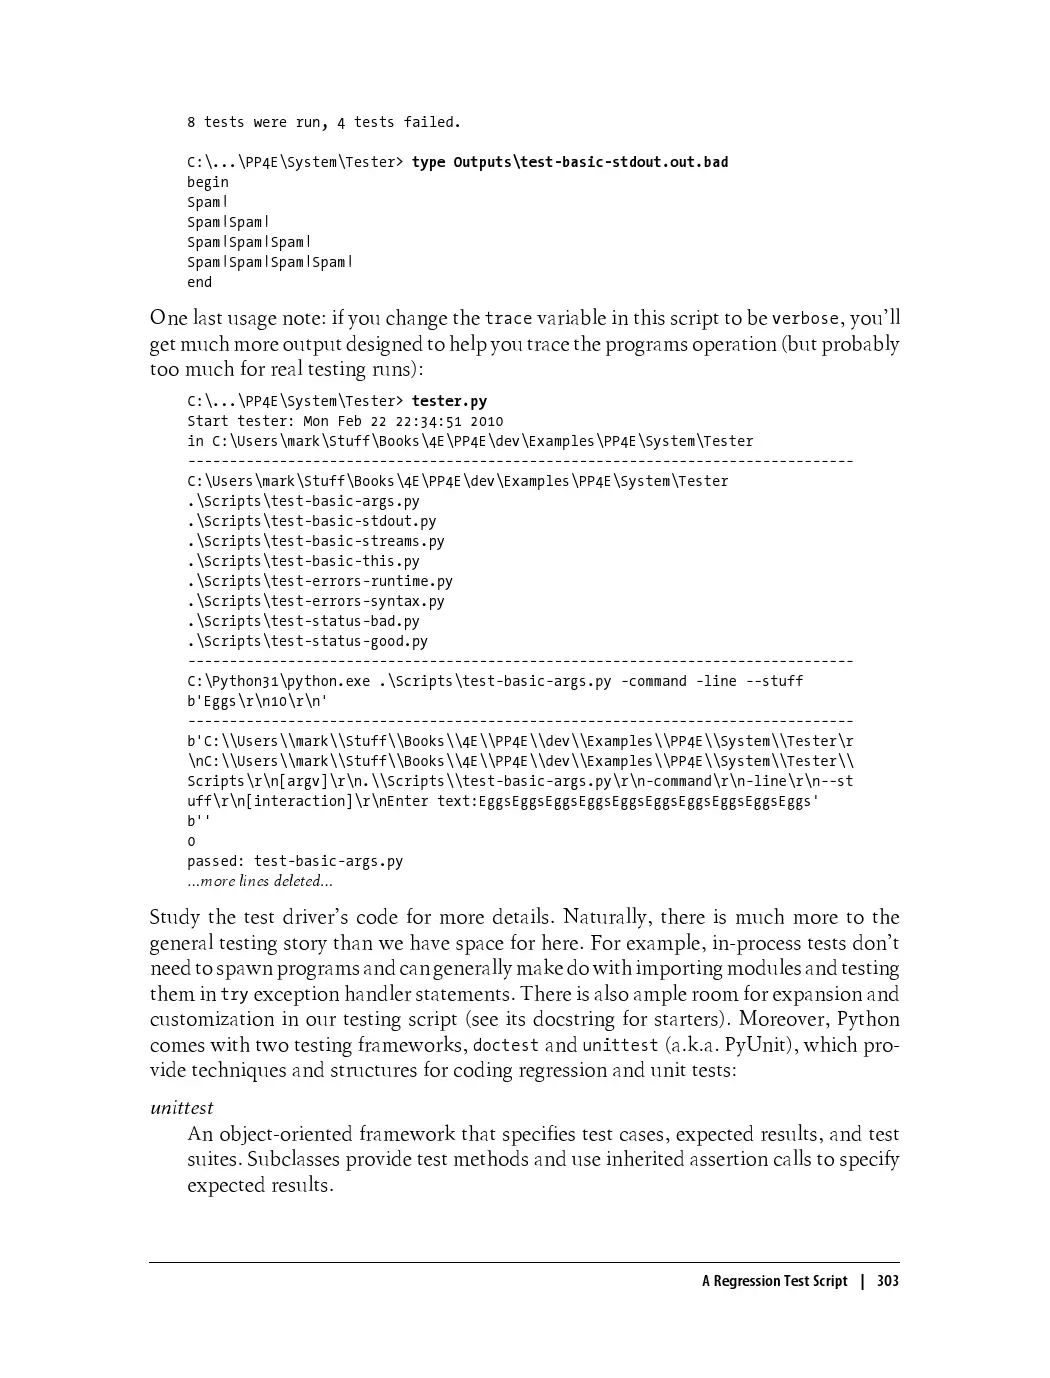 8 tests were run, 4 tests failed.
C:\...\PP4E\System\Tester> type Outputs\test-basic-stdout.out.bad
begin
Spam|
Spam|Spam|
Spam|Spam|Spam|
Spam|Spam|Spam|Spam|
end
One last usage note: if you change the trace variable in this script to be verbose, you’ll
get much more output designed to help you trace the programs operation (but probably
too much for real testing runs):
C:\...\PP4E\System\Tester> tester.py
Start tester: Mon Feb 22 22:34:51 2010
in C:\Users\mark\Stuff\Books\4E\PP4E\dev\Examples\PP4E\System\Tester
--------------------------------------------------------------------------------
C:\Users\mark\Stuff\Books\4E\PP4E\dev\Examples\PP4E\System\Tester
.\Scripts\test-basic-args.py
.\Scripts\test-basic-stdout.py
.\Scripts\test-basic-streams.py
.\Scripts\test-basic-this.py
.\Scripts\test-errors-runtime.py
.\Scripts\test-errors-syntax.py
.\Scripts\test-status-bad.py
.\Scripts\test-status-good.py
--------------------------------------------------------------------------------
C:\Python31\python.exe .\Scripts\test-basic-args.py -command -line --stuff
b'Eggs\r\n10\r\n'
--------------------------------------------------------------------------------
b'C:\\Users\\mark\\Stuff\\Books\\4E\\PP4E\\dev\\Examples\\PP4E\\System\\Tester\r
\nC:\\Users\\mark\\Stuff\\Books\\4E\\PP4E\\dev\\Examples\\PP4E\\System\\Tester\\
Scripts\r\n[argv]\r\n.\\Scripts\\test-basic-args.py\r\n-command\r\n-line\r\n--st
uff\r\n[interaction]\r\nEnter text:EggsEggsEggsEggsEggsEggsEggsEggsEggsEggs'
b''
0
passed: test-basic-args.py
...more lines deleted...
Study the test driver’s code for more details. Naturally, there is much more to the
general testing story than we have space for here. For example, in-process tests don’t
need to spawn programs and can generally make do with importing modules and testing
them in try exception handler statements. There is also ample room for expansion and
customization in our testing script (see its docstring for starters). Moreover, Python
comes with two testing frameworks, doctest and unittest (a.k.a. PyUnit), which pro-
vide techniques and structures for coding regression and unit tests:
unittest
An object-oriented framework that specifies test cases, expected results, and test
suites. Subclasses provide test methods and use inherited assertion calls to specify
expected results.
A Regression Test Script | 303